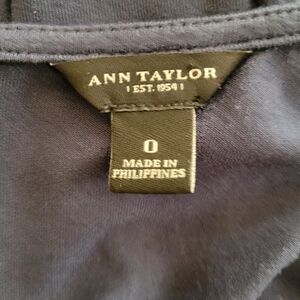 ANN TAYLOR
| EST. 1954 |
0
MADE IN
PHILIPPINES